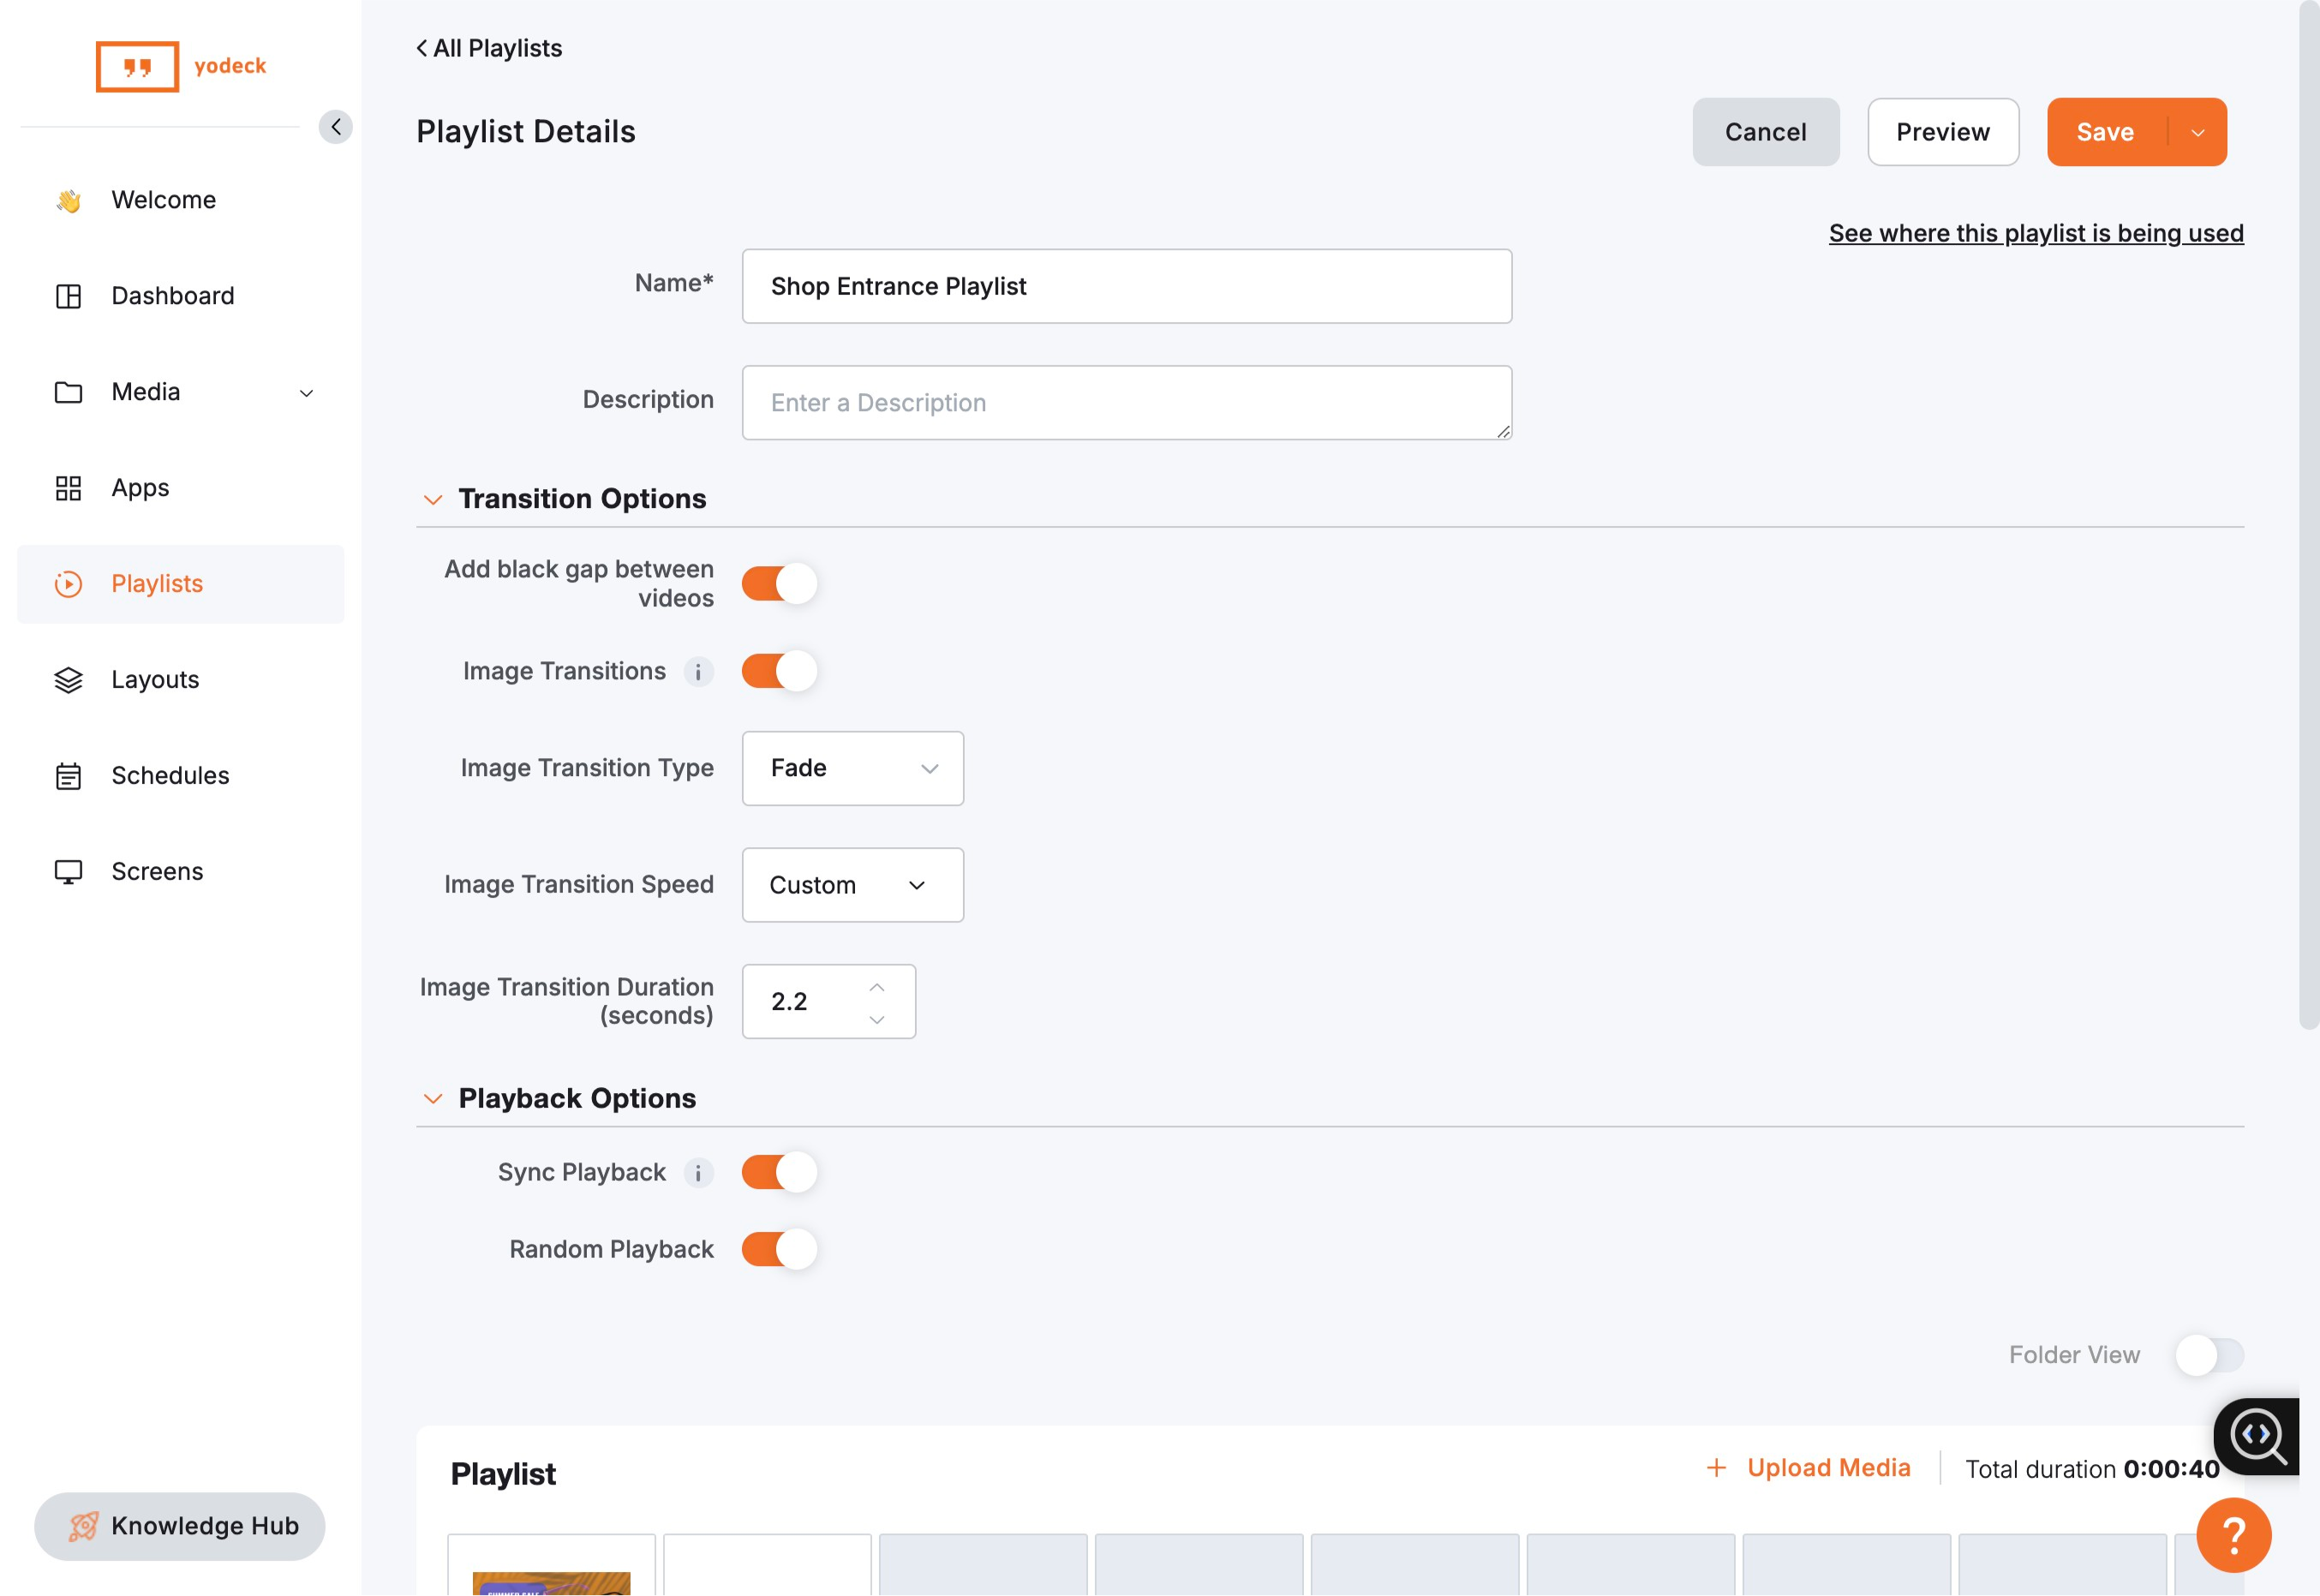 yodeck
Welcome
Dashboard
Media
Apps
Playlists
Layouts
Schedules
Screens
Knowledge Hub
All Playlists
Playlist Details
Cancel
Preview
Save
See where this playlist is being used
Name*
Shop Entrance Playlist
Description
Enter a Description
Transition Options
Add black gap between
videos
Image Transitions
i
Image Transition Type
Fade
Image Transition Speed
Custom
Image Transition Duration
(seconds)
2.2
Playback Options
Sync Playback
i
Random Playback
Folder View
Playlist
+ Upload Media
Total duration 0:00:40
SUMMER SALE
?